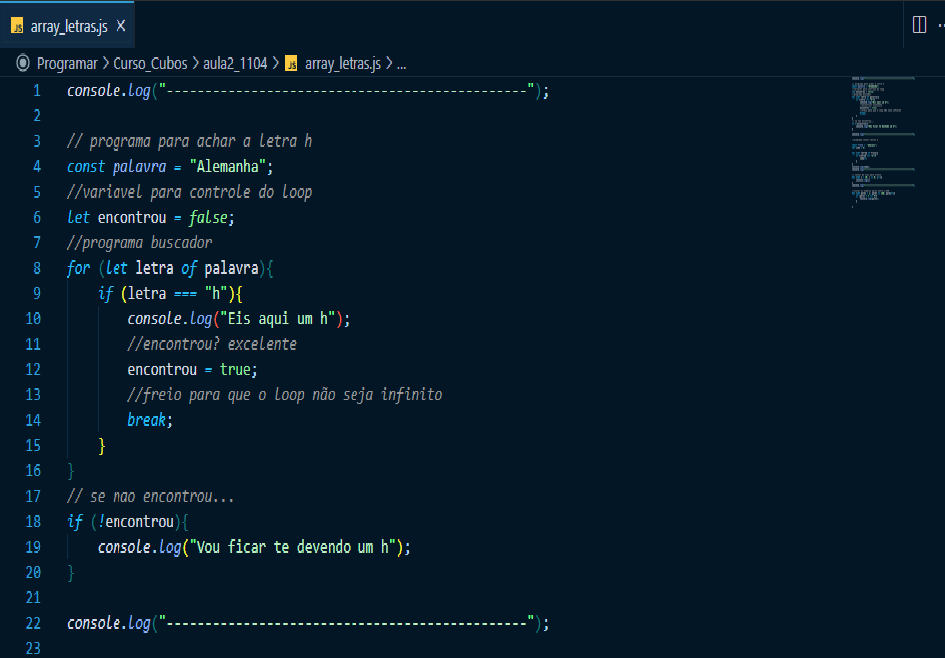 JS array_letras.js X
Programar > Curso_Cubos > aula2_1104 > JS array_letras.js > ...
1 console.log("-----------------------------------------------");
2
3 // programa para achar a letra h
4 const palavra = "Alemanha";
5 //variavel para controle do loop
6 let encontrou = false;
7 //programa buscador
8 for (let letra of palavra){
9 if (letra === "h"){
10 console.log("Eis aqui um h");
11 //encontrou? excelente
12 encontrou = true;
13 //freio para que o loop não seja infinito
14 break;
15 }
16 }
17 // se nao encontrou...
18 if (!encontrou){
19 console.log("Vou ficar te devendo um h");
20 }
21
22 console.log("-----------------------------------------------");
23